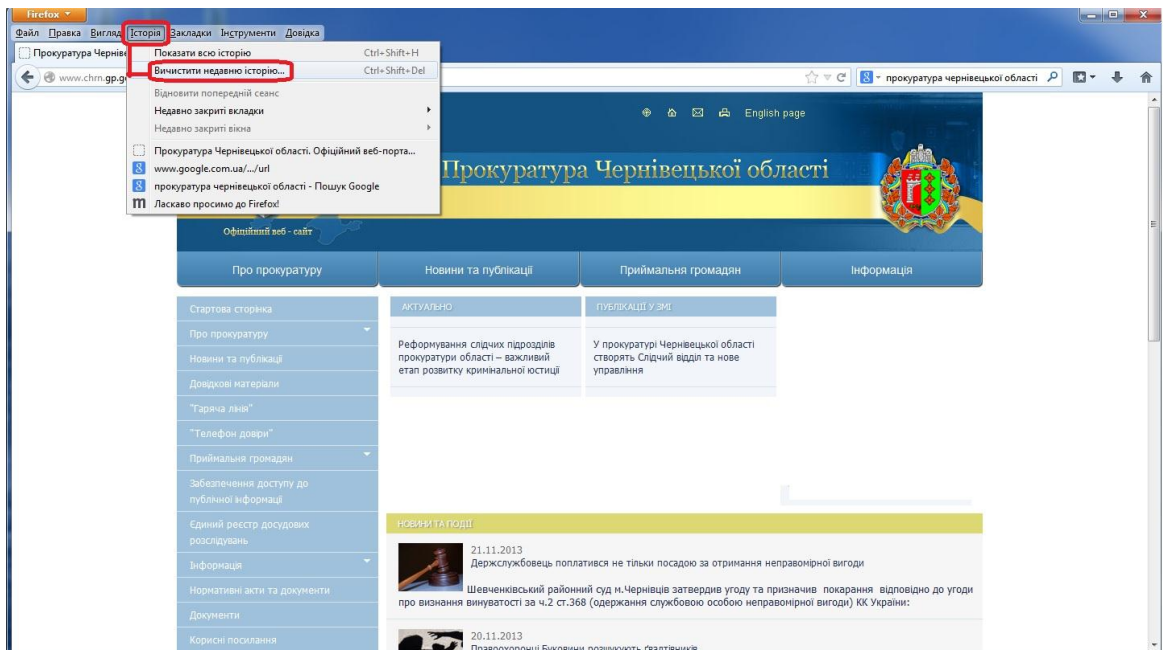 Firefox
Файл Правка Вигляд Історія Закладки Інструменти Довідка
Прокуратура Черніве
www.chrn.gp.g
прокуратура чернівецької області
Показати всю історію Ctrl+Shift+H
Вичистити недавню історію... Ctrl+Shift+Del
Відновити попередній сеанс
Недавно закриті вкладки
Недавно закриті вікна
Прокуратура Чернівецької області. Офіційний веб-порта...
www.google.com.ua/.../url
прокуратура чернівецької області - Пошук Google
Ласкаво просимо до Firefox!
English page
Прокуратура Чернівецької області
Офіційний веб - сайт
Про прокуратуру Новини та публікації Приймальня громадян Інформація
Стартова сторінка
Про прокуратуру
Новини та публікації
Довідкові матеріали
"Гаряча лінія"
"Телефон довіри"
Приймальня громадян
Забезпечення доступу до
публічної інформації
Єдиний реєстр досудових
розслідувань
Інформація
Нормативні акти та документи
Документи
Корисні посилання
АКТУАЛЬНО
Реформування слідчих підрозділів
прокуратури області – важливий
етап розвитку кримінальної юстиції
ПУБЛІКАЦІЇ У ЗМІ
У прокуратурі Чернівецької області
створять Слідчий відділ та нове
управління
НОВИНИ ТА ПОДІЇ
21.11.2013
Держслужбовець поплатився не тільки посадою за отримання неправомірної вигоди
Шевченківський районний суд м.Чернівців затвердив угоду та призначив покарання відповідно до угоди
про визнання винуватості за ч.2 ст.368 (одержання службовою особою неправомірної вигоди) КК України:
20.11.2013
Правоохоронці Буковини розшукують ґвалтівників